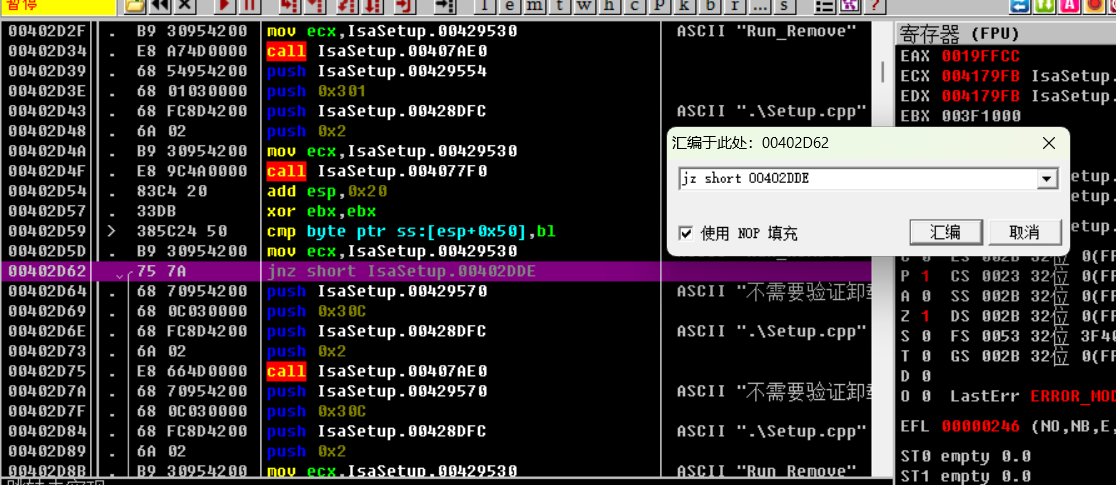 暂停
l e m t w h c P k b r ... s ?
00402D2F . B9 30954200 mov ecx,IsaSetup.00429530 ASCII "Run_Remove"
00402D34 . E8 A74D0000 call IsaSetup.00407AE0
00402D39 . 68 54954200 push IsaSetup.00429554
00402D3E . 68 01030000 push 0x301
00402D43 . 68 FC8D4200 push IsaSetup.00428DFC ASCII ".\Setup.cpp"
00402D48 . 6A 02 push 0x2
00402D4A . B9 30954200 mov ecx,IsaSetup.00429530
00402D4F . E8 9C4A0000 call IsaSetup.004077F0
00402D54 . 83C4 20 add esp,0x20
00402D57 . 33DB xor ebx,ebx
00402D59 > 385C24 50 cmp byte ptr ss:[esp+0x50],bl
00402D5D . B9 30954200 mov ecx,IsaSetup.00429530
00402D62 75 7A jnz short IsaSetup.00402DDE
00402D64 . 68 70954200 push IsaSetup.00429570 ASCII "不需要验证卸
00402D69 . 68 0C030000 push 0x30C
00402D6E . 68 FC8D4200 push IsaSetup.00428DFC ASCII ".\Setup.cpp"
00402D73 . 6A 02 push 0x2
00402D75 . E8 664D0000 call IsaSetup.00407AE0
00402D7A . 68 70954200 push IsaSetup.00429570 ASCII "不需要验证卸
00402D7F . 68 0C030000 push 0x30C
00402D84 . 68 FC8D4200 push IsaSetup.00428DFC ASCII ".\Setup.cpp"
00402D89 . 6A 02 push 0x2
00402D8B . B9 30954200 mov ecx,IsaSetup.00429530 ASCII "Run_Remove"
寄存器 (FPU)
EAX 0019FFCC
ECX 004179FB IsaSetup.
EDX 004179FB IsaSetup.
EBX 003F1000
汇编于此处：00402D62
jz short 00402DDE
使用 NOP 填充
汇编
取消
etup.
etup.
etup.
C 0 ES 002B 32位 0(FF
P 1 CS 0023 32位 0(FF
A 0 SS 002B 32位 0(FF
Z 1 DS 002B 32位 0(FF
S 0 FS 0053 32位 3F40
T 0 GS 002B 32位 0(FF
D 0
O 0 LastErr ERROR_MOD
EFL 00000246 (NO,NB,E,
ST0 empty 0.0
ST1 empty 0.0